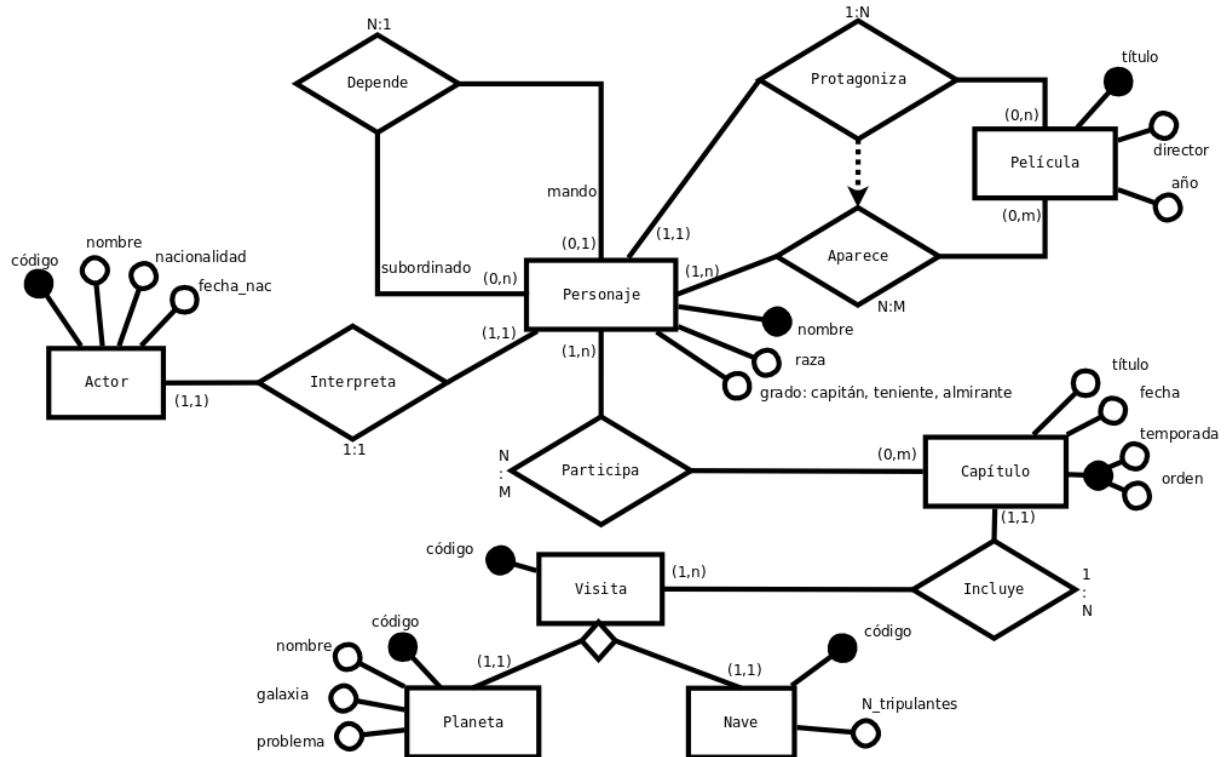 N:1
Depende
mando
(0,1)
subordinado
(0,n)
1:N
Protagoniza
(1,1)
(0,n)
título
director
año
Película
(0,m)
Aparece
N:M
(1,n)
Personaje
nombre
raza
grado: capitán, teniente, almirante
código
nombre
nacionalidad
fecha_nac
Actor
(1,1)
Interpreta
1:1
(1,1)
(1,n)
N
:
M
Participa
(0,m)
título
fecha
temporada
orden
Capítulo
(1,1)
Incluye
1
:
N
(1,n)
código
Visita
(1,1)
(1,1)
código
nombre
galaxia
problema
Planeta
código
N_tripulantes
Nave